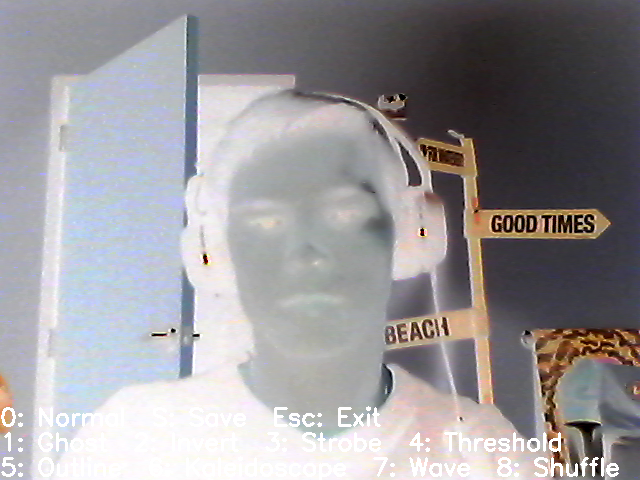 GOOD TIMES
BEACH
0: Normal S: Save Esc: Exit
1: Ghost 2: Invert 3: Strobe 4: Threshold
5: Outline 6: Kaleidoscope 7: Wave 8: Shuffle